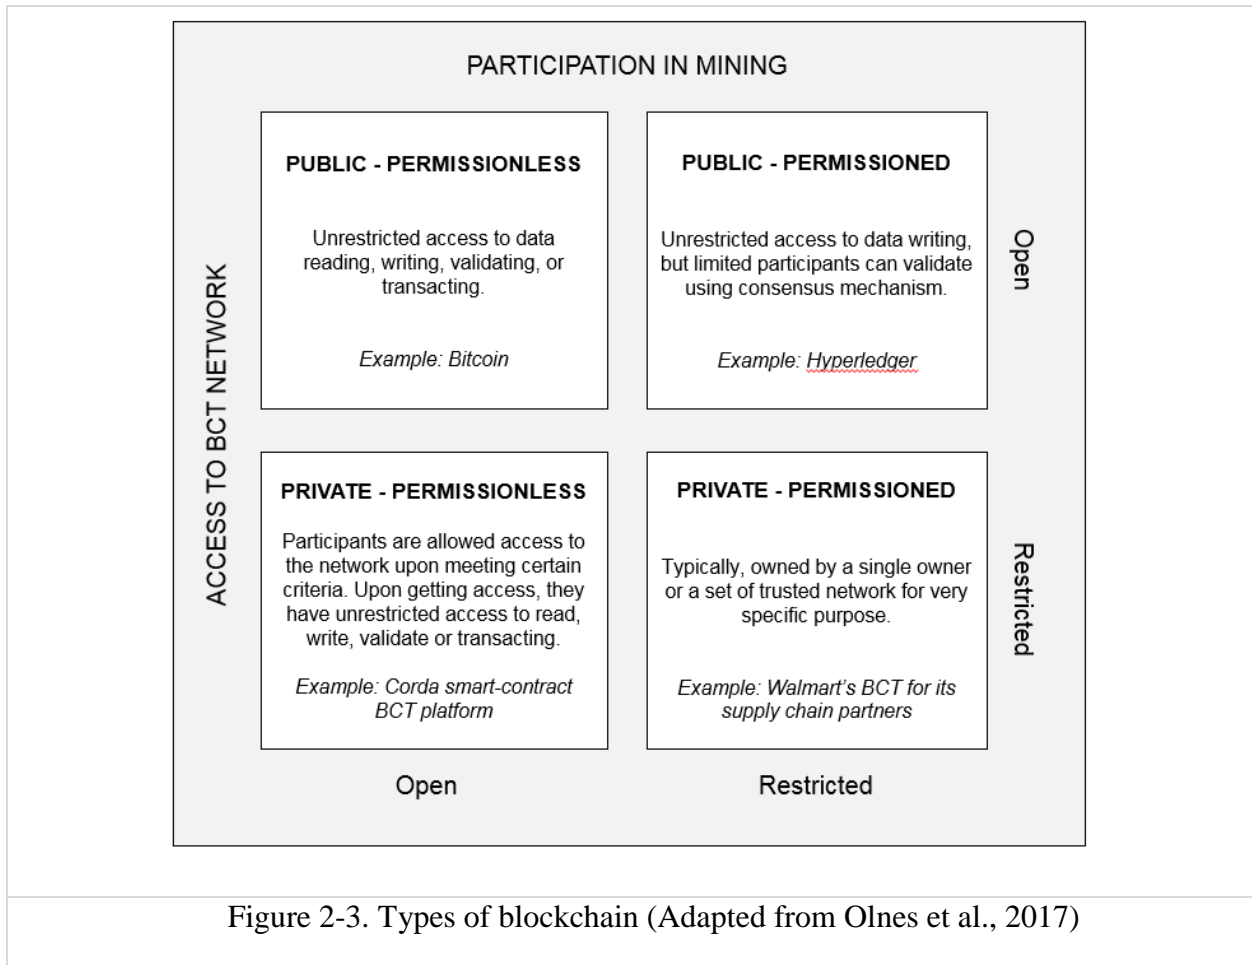 PARTICIPATION IN MINING
ACCESS TO BCT NETWORK
PUBLIC - PERMISSIONLESS
Unrestricted access to data
reading, writing, validating, or
transacting.
Example: Bitcoin
PUBLIC - PERMISSIONED
Unrestricted access to data writing,
but limited participants can validate
using consensus mechanism.
Example: Hyperledger
Open
PRIVATE - PERMISSIONLESS
Participants are allowed access to
the network upon meeting certain
criteria. Upon getting access, they
have unrestricted access to read,
write, validate or transacting.
Example: Corda smart-contract
BCT platform
PRIVATE - PERMISSIONED
Typically, owned by a single owner
or a set of trusted network for very
specific purpose.
Example: Walmart's BCT for its
supply chain partners
Restricted
Open
Restricted
Figure 2-3. Types of blockchain (Adapted from Olnes et al., 2017)